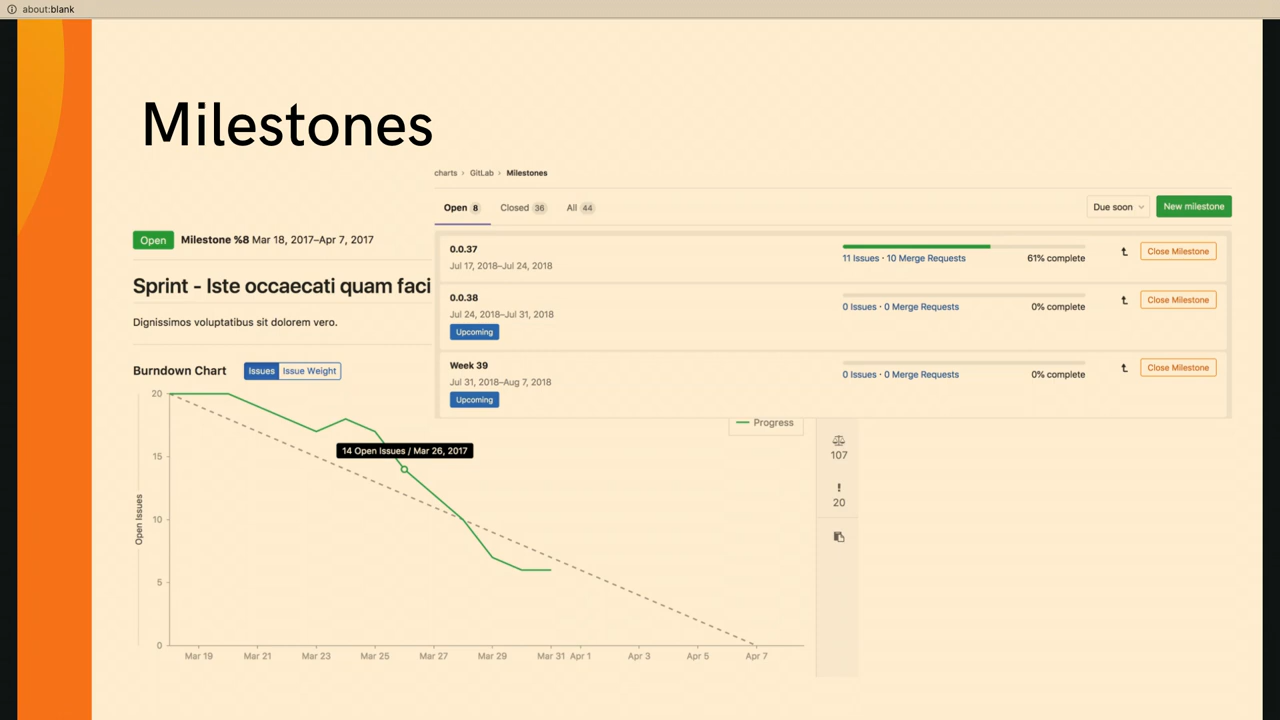 about:blank
Milestones
charts › GitLab › Milestones
Open 8 Closed 36 All 44 Due soon New milestone
0.0.37
Jul 17, 2018–Jul 24, 2018
11 Issues · 10 Merge Requests 61% complete
Close Milestone
0.0.38
Jul 24, 2018–Jul 31, 2018
Upcoming
0 Issues · 0 Merge Requests 0% complete
Close Milestone
Week 39
Jul 31, 2018–Aug 7, 2018
Upcoming
0 Issues · 0 Merge Requests 0% complete
Close Milestone
Open Milestone %8 Mar 18, 2017–Apr 7, 2017
Sprint - Iste occaecati quam faci
Dignissimos voluptatibus sit dolorem vero.
Burndown Chart Issues Issue Weight
Progress
14 Open Issues / Mar 26, 2017
Open Issues
20
15
10
5
0
Mar 19 Mar 21 Mar 23 Mar 25 Mar 27 Mar 29 Mar 31 Apr 1 Apr 3 Apr 5 Apr 7
107
20